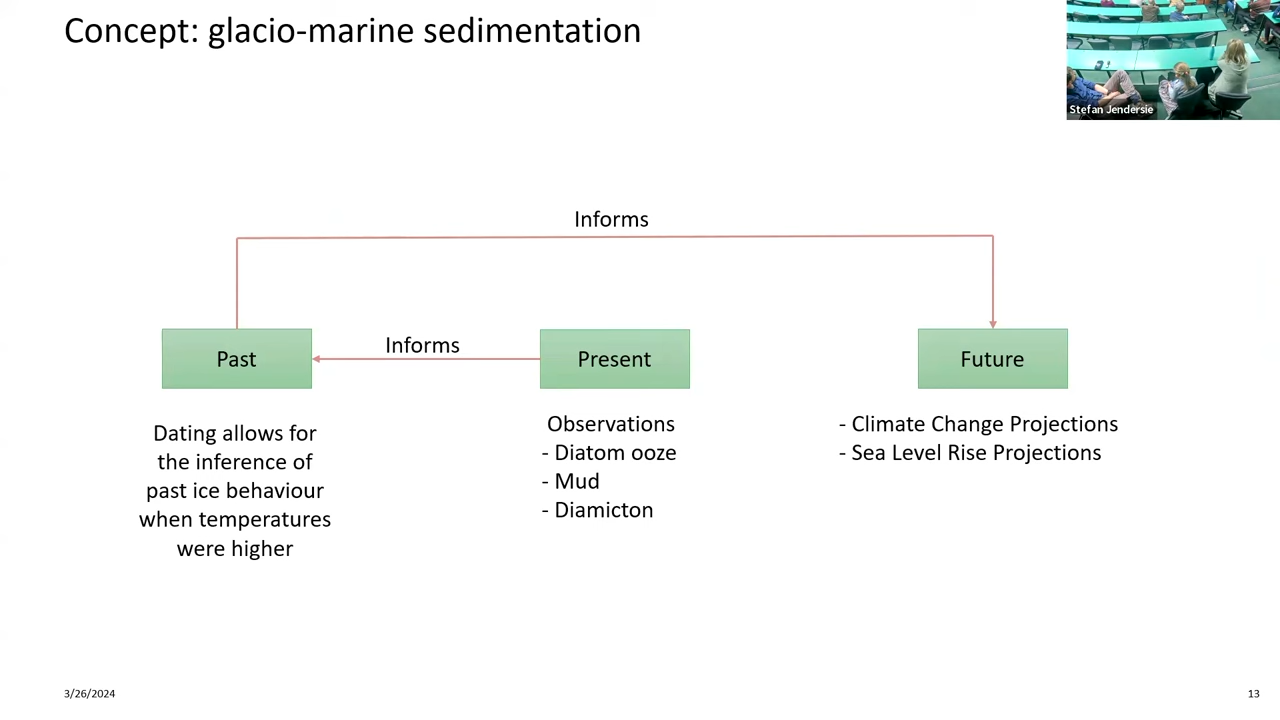 Concept: glacio-marine sedimentation
Stefan Jendersie
Informs
Informs
Past
Present
Future
Dating allows for
the inference of
past ice behaviour
when temperatures
were higher
Observations
- Diatom ooze
- Mud
- Diamicton
- Climate Change Projections
- Sea Level Rise Projections
3/26/2024
13